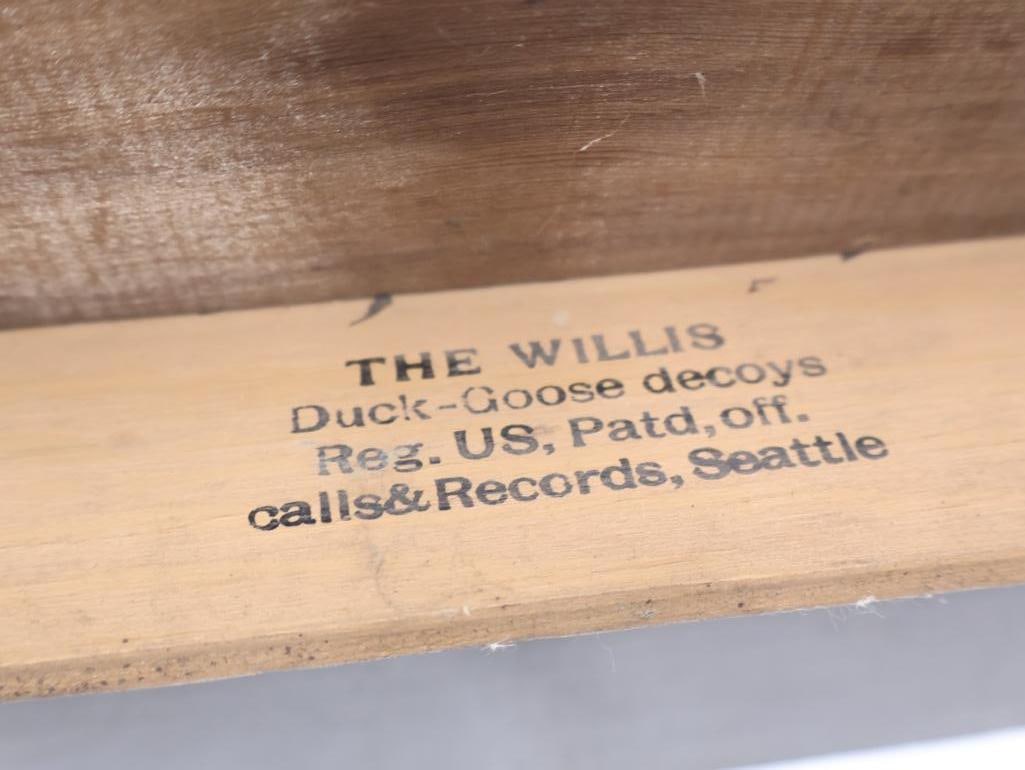 THE WILLIS
Duck-Goose decoys
Reg. US, Patd, off.
calls&Records, Seattle